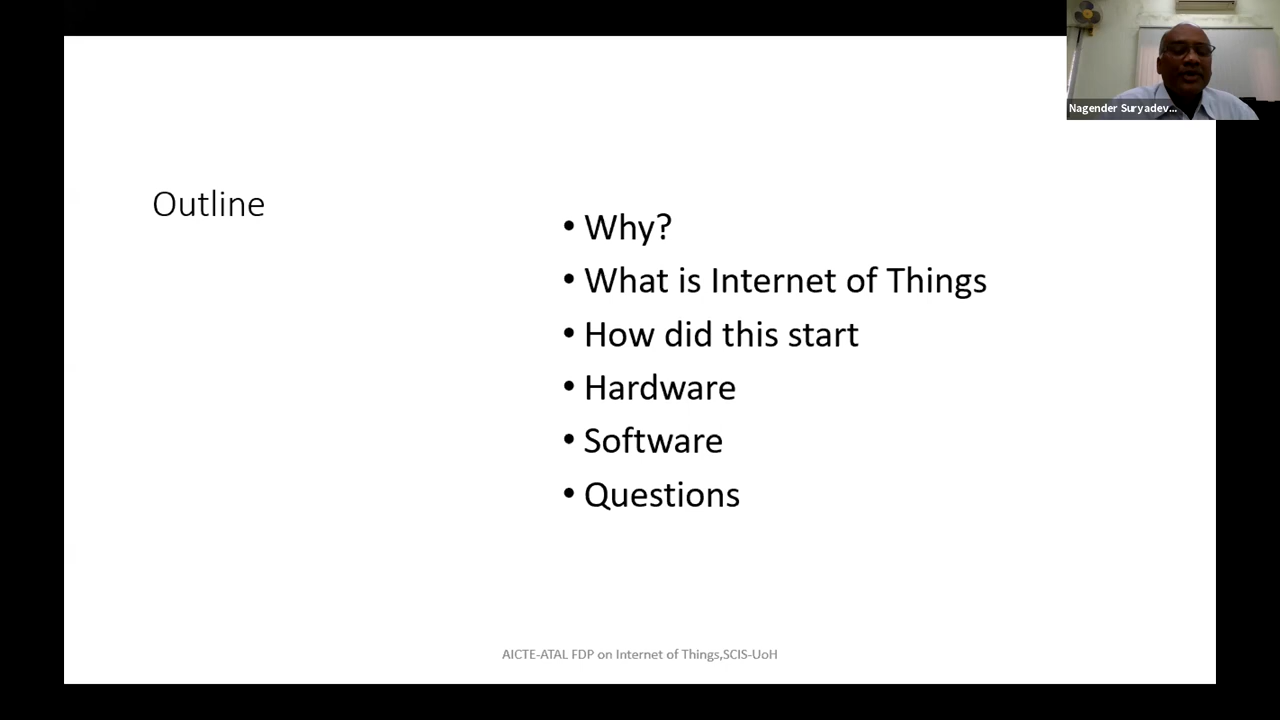 Nagender Suryadev...
Outline
• Why?
• What is Internet of Things
• How did this start
• Hardware
• Software
• Questions
AICTE-ATAL FDP on Internet of Things,SCIS-UoH